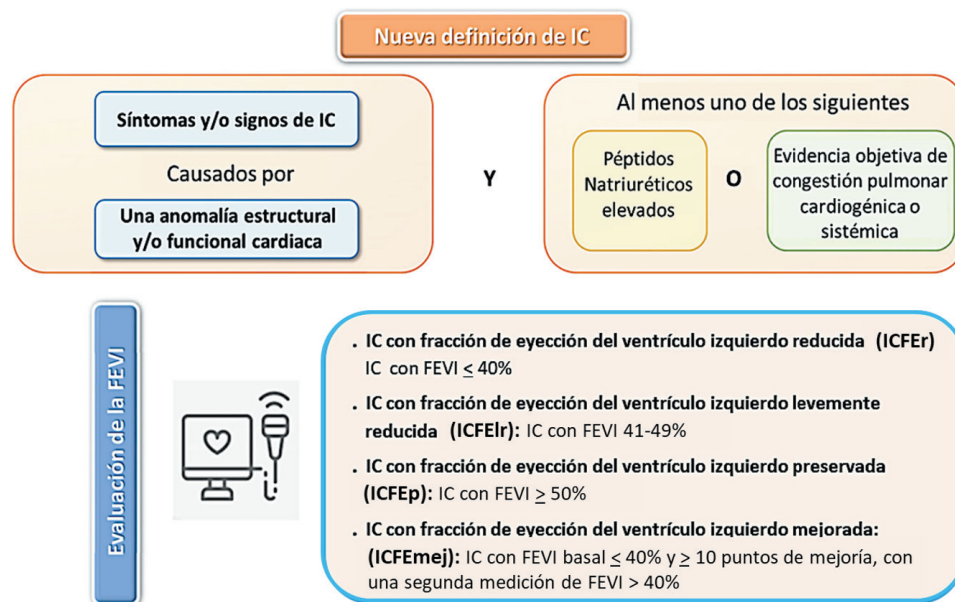 Nueva definición de IC
Síntomas y/o signos de IC
Causados por
Una anomalía estructural
y/o funcional cardiaca
Y
Al menos uno de los siguientes
Péptidos
Natriuréticos
elevados
O
Evidencia objetiva de
congestión pulmonar
cardiogénica o
sistémica
Evaluación de la FEVI
. IC con fracción de eyección del ventrículo izquierdo reducida (ICFEr)
IC con FEVI ≤ 40%
. IC con fracción de eyección del ventrículo izquierdo levemente
reducida (ICFElr): IC con FEVI 41-49%
. IC con fracción de eyección del ventrículo izquierdo preservada
(ICFEp): IC con FEVI ≥ 50%
. IC con fracción de eyección del ventrículo izquierdo mejorada:
(ICFEmej): IC con FEVI basal ≤ 40% y ≥ 10 puntos de mejoría, con
una segunda medición de FEVI > 40%